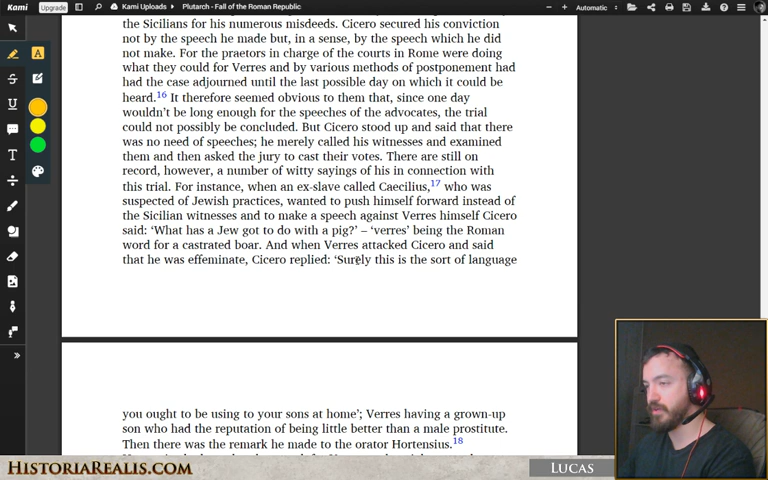 Kami
Upgrade
Kami Uploads
Plutarch - Fall of the Roman Republic
Automatic
the Sicilians for his numerous misdeeds. Cicero secured his conviction
not by the speech he made but, in a sense, by the speech which he did
not make. For the praetors in charge of the courts in Rome were doing
what they could for Verres and by various methods of postponement had
had the case adjourned until the last possible day on which it could be
heard.16 It therefore seemed obvious to them that, since one day
wouldn't be long enough for the speeches of the advocates, the trial
could not possibly be concluded. But Cicero stood up and said that there
was no need of speeches; he merely called his witnesses and examined
them and then asked the jury to cast their votes. There are still on
record, however, a number of witty sayings of his in connection with
this trial. For instance, when an ex-slave called Caecilius,17 who was
suspected of Jewish practices, wanted to push himself forward instead of
the Sicilian witnesses and to make a speech against Verres himself Cicero
said: 'What has a Jew got to do with a pig?' – 'verres' being the Roman
word for a castrated boar. And when Verres attacked Cicero and said
that he was effeminate, Cicero replied: 'Surely this is the sort of language
you ought to be using to your sons at home'; Verres having a grown-up
son who had the reputation of being little better than a male prostitute.
Then there was the remark he made to the orator Hortensius.18
HISTORIAREALIS.COM
LUCAS